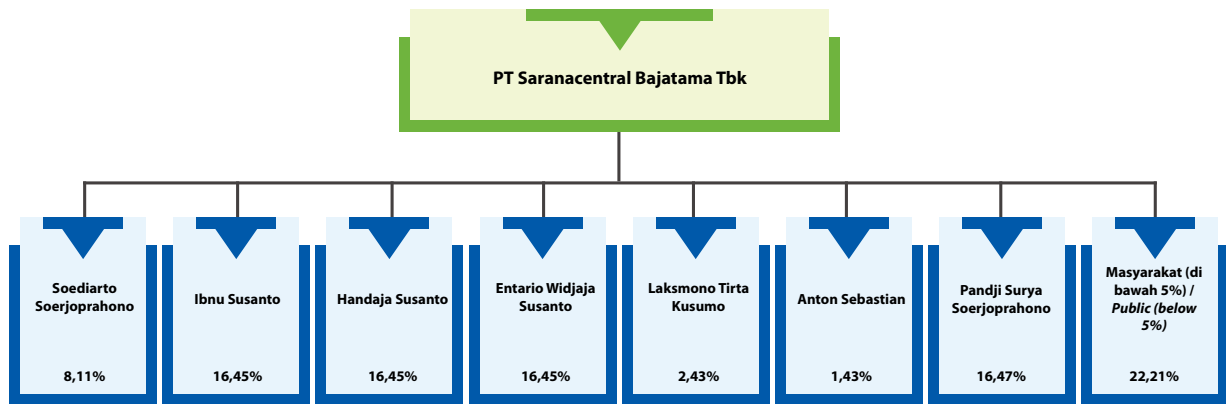 PT Saranacentral Bajatama Tbk
Soediarto
Soerjoprahono
8,11%
Ibnu Susanto
16,45%
Handaja Susanto
16,45%
Entario Widjaja
Susanto
16,45%
Laksmono Tirta
Kusumo
2,43%
Anton Sebastian
1,43%
Pandji Surya
Soerjoprahono
16,47%
Masyarakat (di
bawah 5%) /
Public (below
5%)
22,21%